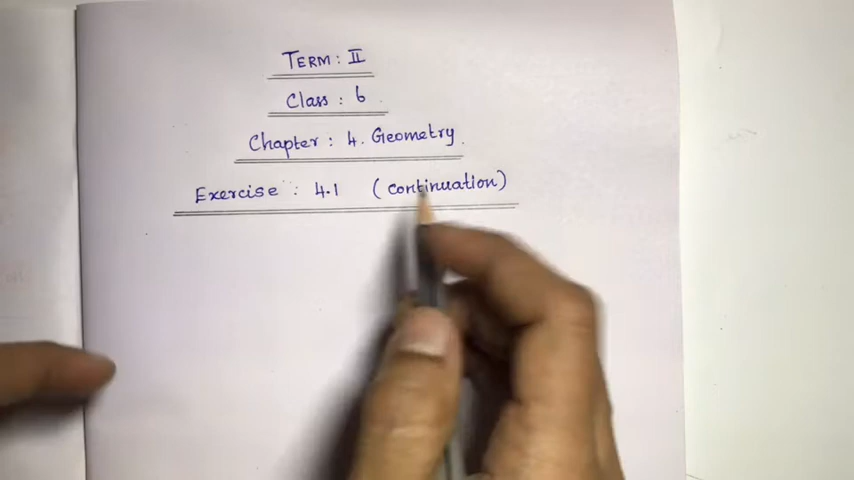 TERM : II
Class : 6
Chapter : 4. Geometry.
Exercise : 4.1 (continuation)